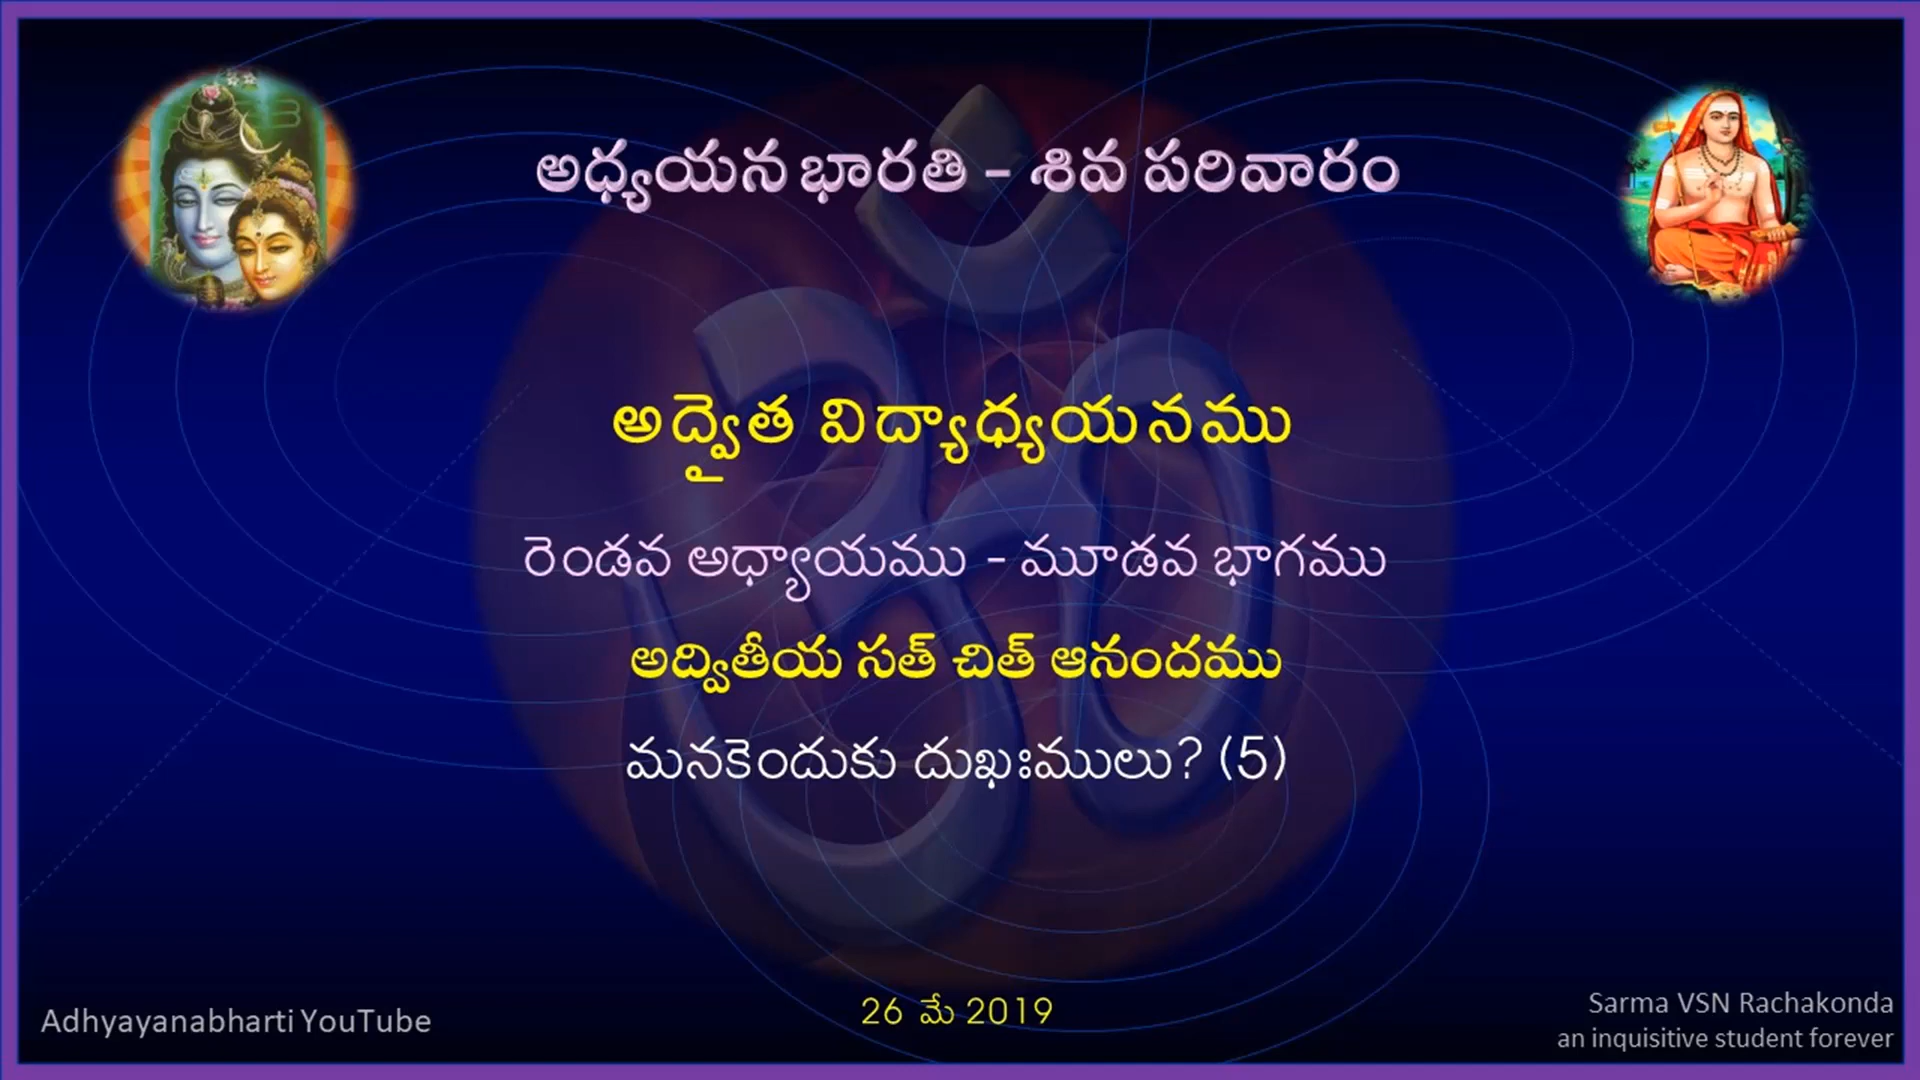 అధ్యయన భారతి - శివ పరివారం
అద్వైత విద్యాధ్యయనము
రెండవ అధ్యాయము - మూడవ భాగము
అద్వితీయ సత్ చిత్ ఆనందము
మనకెందుకు దుఖఃములు? (5)
26 మే 2019
Adhyayanabharti YouTube
Sarma VSN Rachakonda
an inquisitive student forever